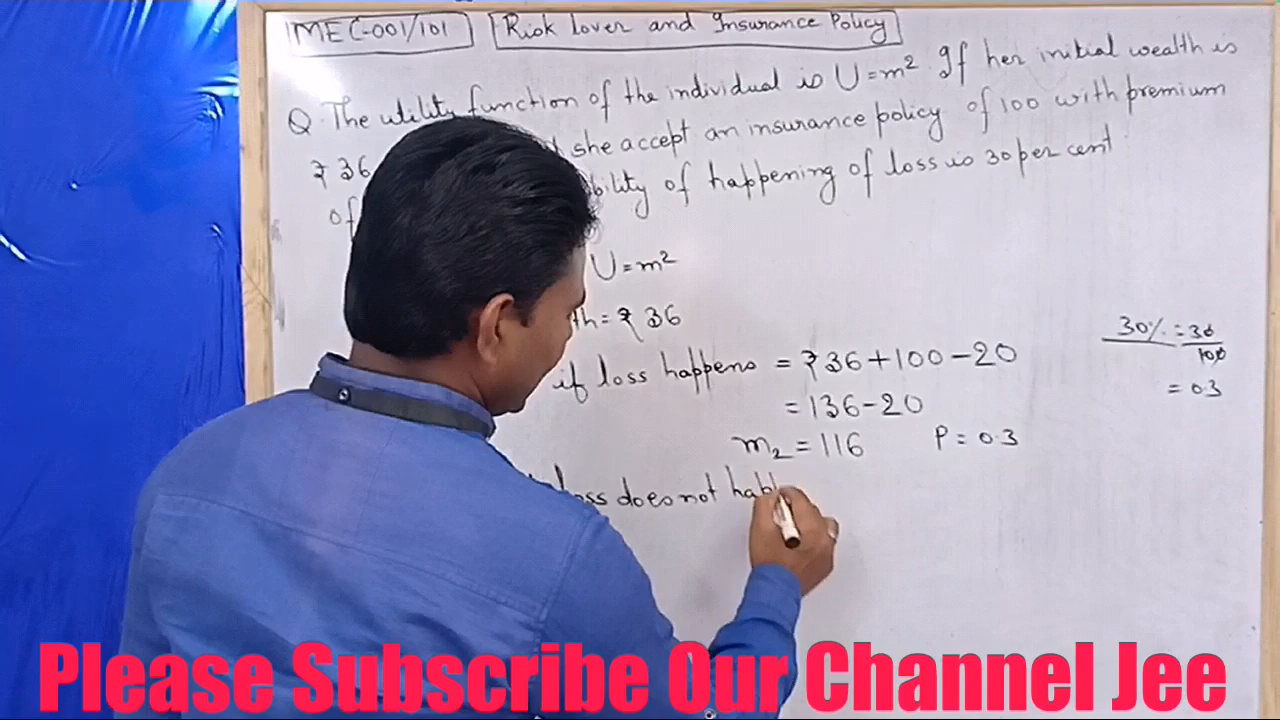 MEC-001/101
Risk lover and Insurance Policy
Q. The utility function of the individual is U=m². If her initial wealth is
₹36 she accept an insurance policy of 100 with premium
of bility of happening of loss is 30 per cent
U=m²
th=₹36
if loss happens = ₹36+100-20
30%=30/100
=136-20
=0.3
m₂=116 P=0.3
loss does not happ
Please Subscribe Our Channel Jee